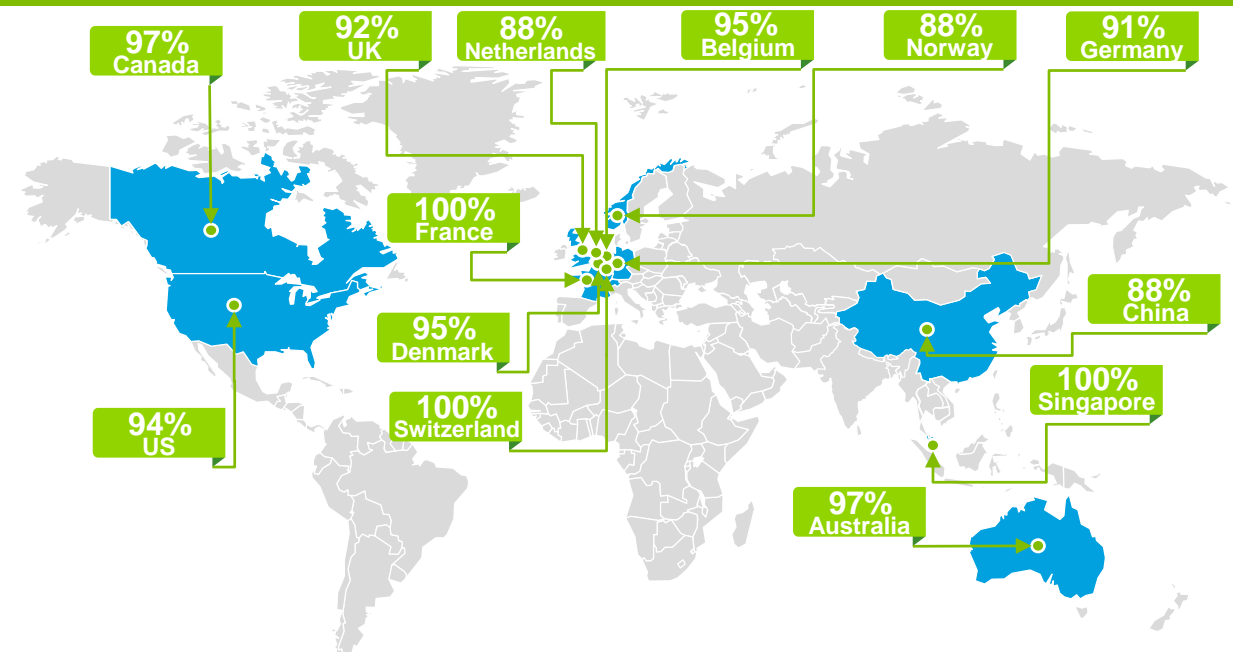 97%
Canada
92%
UK
88%
Netherlands
95%
Belgium
88%
Norway
91%
Germany
100%
France
88%
China
95%
Denmark
100%
Singapore
100%
Switzerland
94%
US
97%
Australia